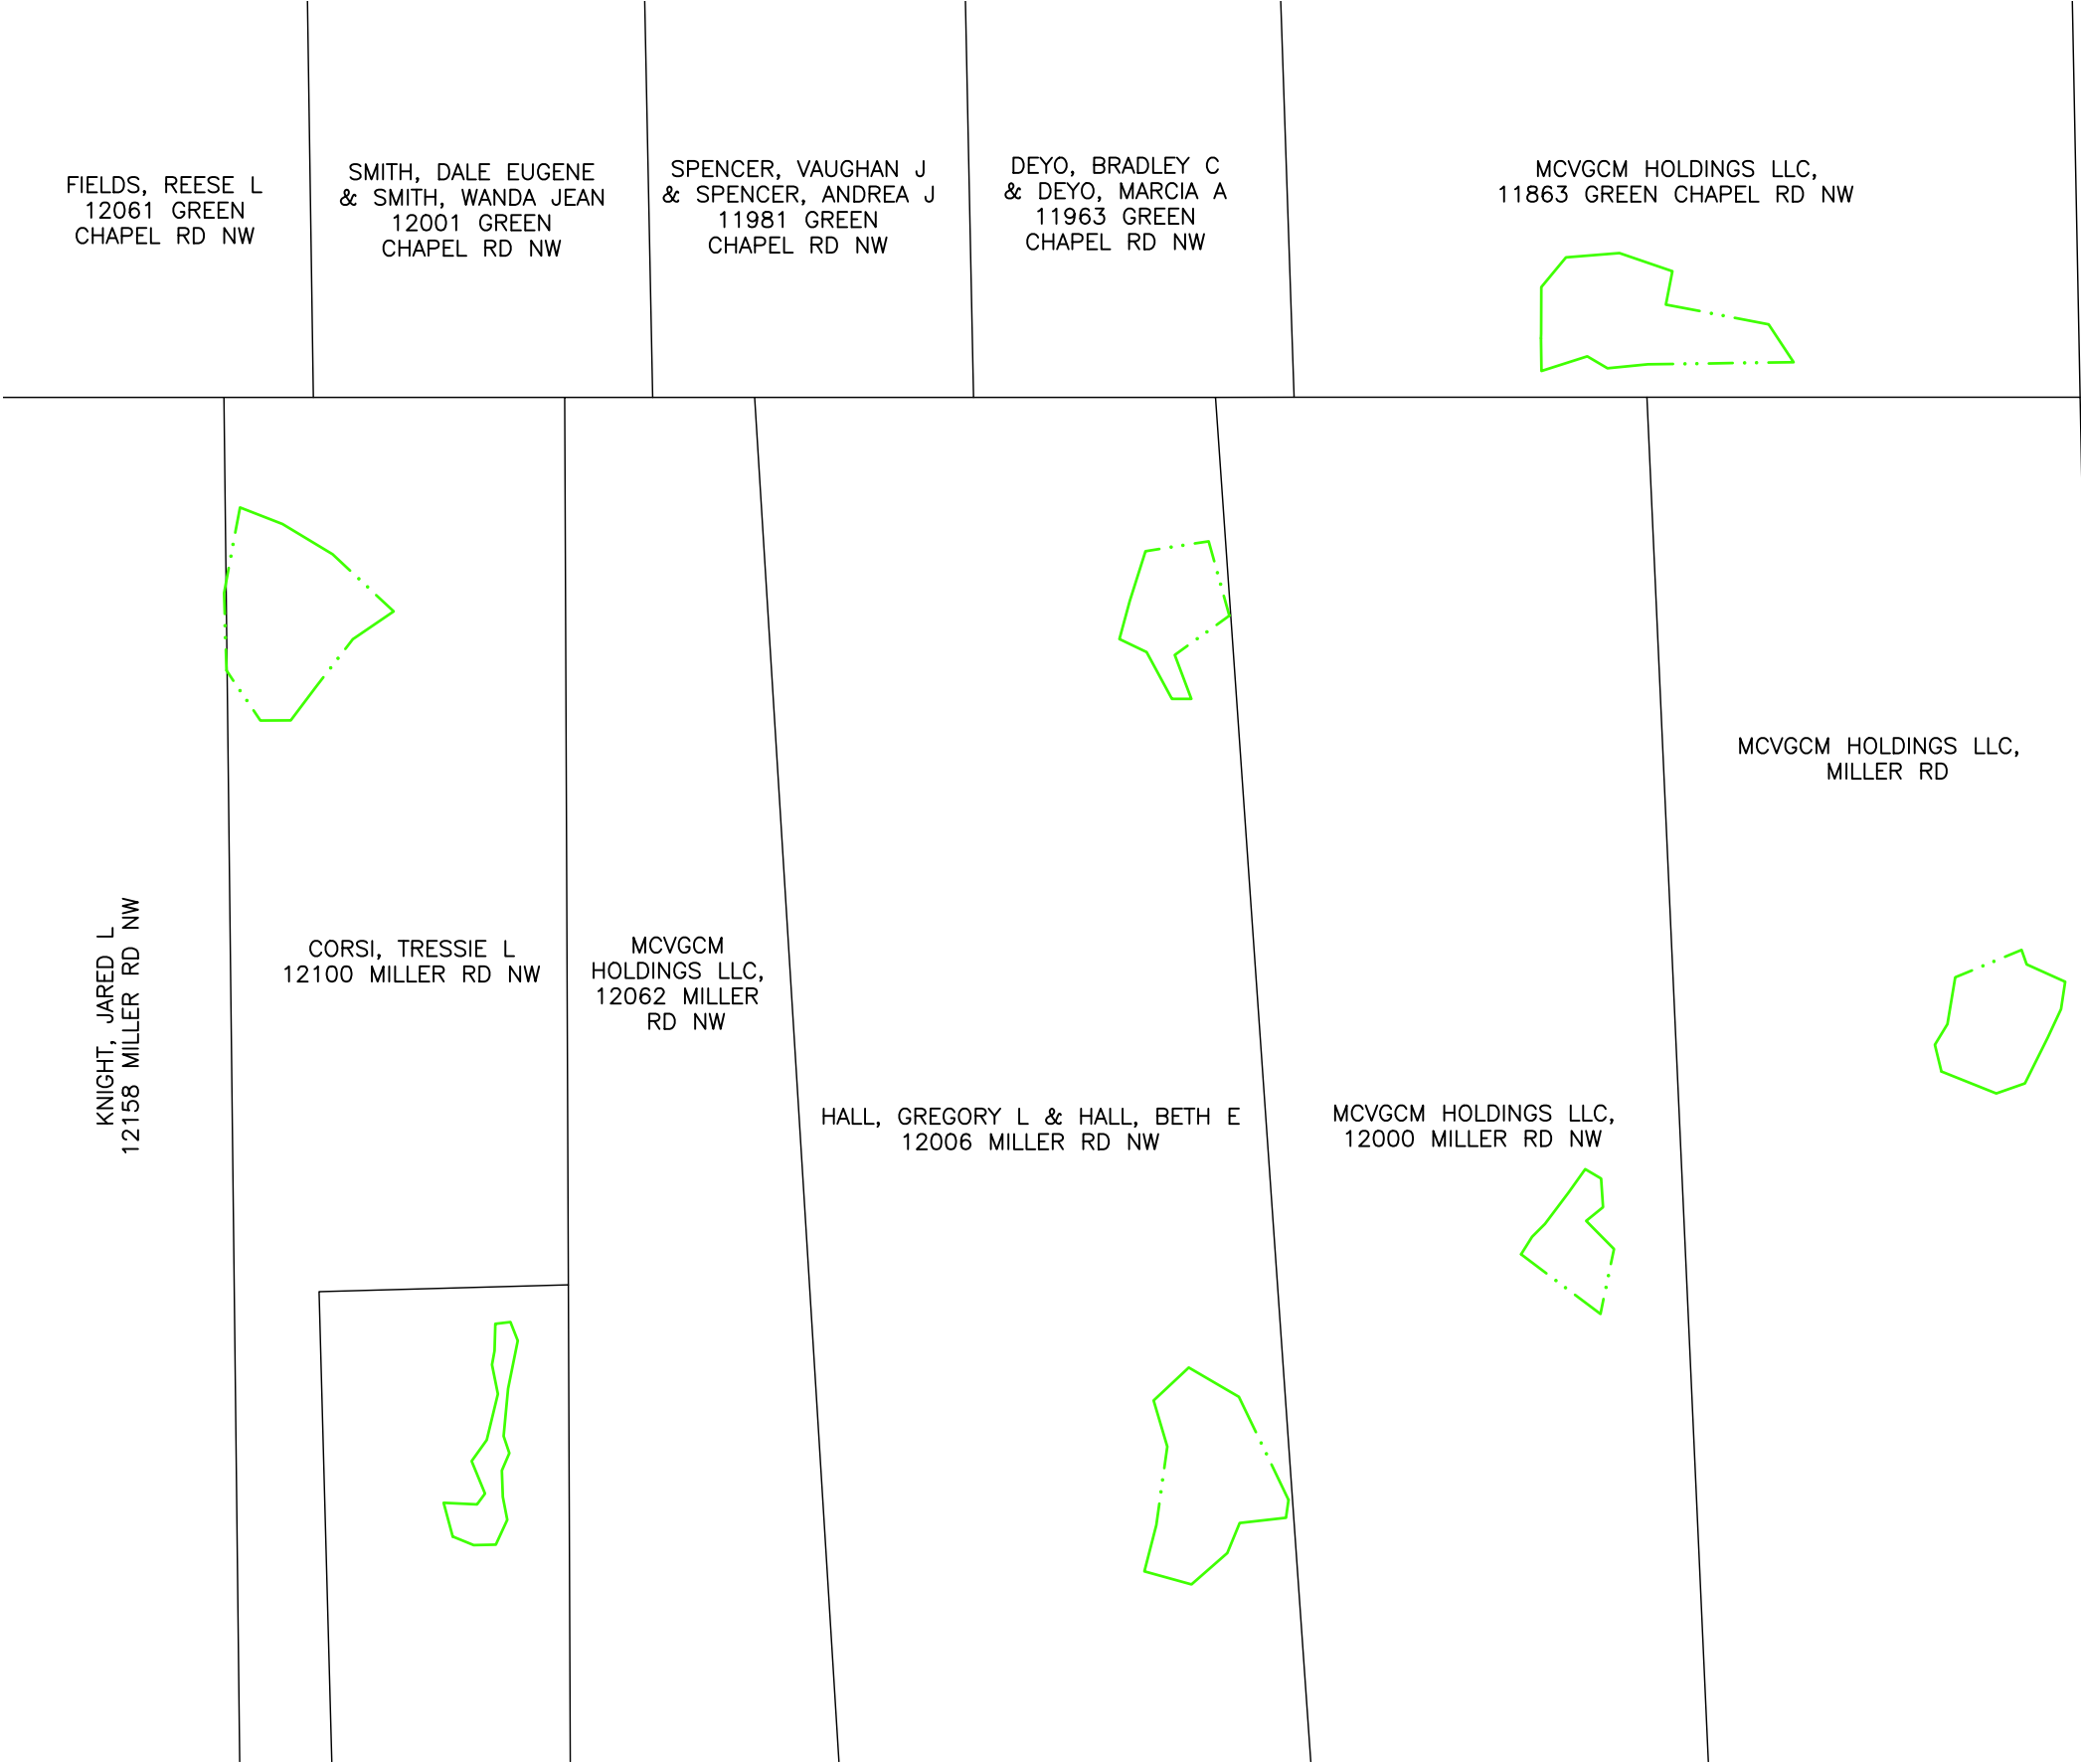 FIELDS, REESE L
12061 GREEN
CHAPEL RD NW
SMITH, DALE EUGENE
& SMITH, WANDA JEAN
12001 GREEN
CHAPEL RD NW
SPENCER, VAUGHAN J
& SPENCER, ANDREA J
11981 GREEN
CHAPEL RD NW
DEYO, BRADLEY C
& DEYO, MARCIA A
11963 GREEN
CHAPEL RD NW
MCVGCM HOLDINGS LLC,
11863 GREEN CHAPEL RD NW
KNIGHT, JARED L
12158 MILLER RD NW
CORSI, TRESSIE L
12100 MILLER RD NW
MCVGCM
HOLDINGS LLC,
12062 MILLER
RD NW
HALL, GREGORY L & HALL, BETH E
12006 MILLER RD NW
MCVGCM HOLDINGS LLC,
12000 MILLER RD NW
MCVGCM HOLDINGS LLC,
MILLER RD